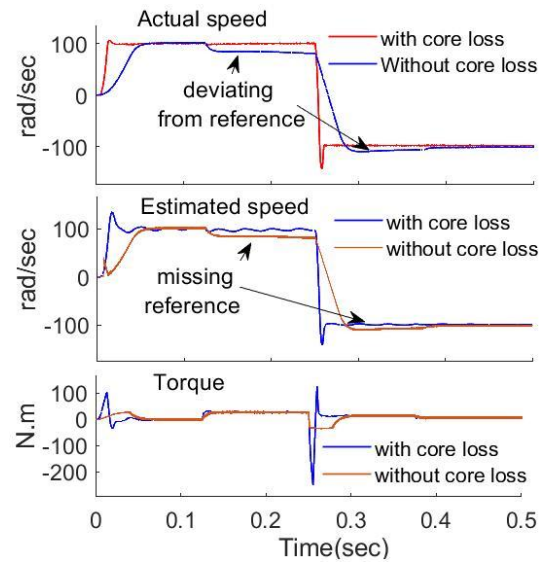 Actual speed
100
0
-100
rad/sec
with core loss
Without core loss
deviating
from reference
Estimated speed
100
0
-100
rad/sec
with core loss
without core loss
missing
reference
Torque
100
0
-100
-200
N.m
with core loss
without core loss
0 0.1 0.2 0.3 0.4 0.5
Time(sec)